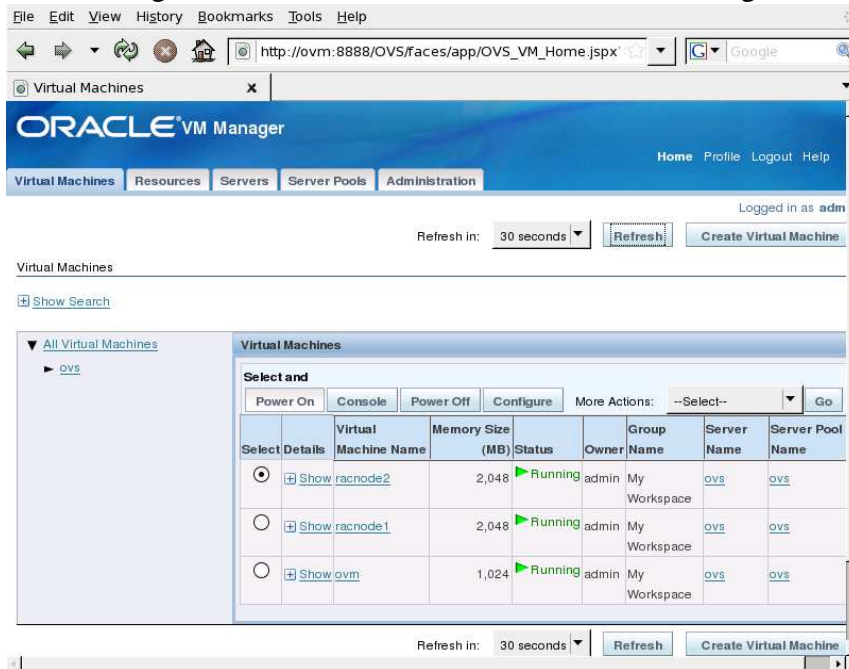 File Edit View History Bookmarks Tools Help
http://ovm:8888/OVS/faces/app/OVS_VM_Home.jspx G Google
Virtual Machines x
ORACLE VM Manager
Home Profile Logout Help
Virtual Machines Resources Servers Server Pools Administration
Logged in as adm
Refresh in: 30 seconds Refresh Create Virtual Machine
Virtual Machines
Show Search
All Virtual Machines
ovs
Virtual Machines
Select and
Power On Console Power Off Configure More Actions: --Select-- Go
Virtual Memory Size Group Server Server Pool
Select Details Machine Name (MB) Status Owner Name Name Name
Show racnode2 2,048 Running admin My ovs ovs
Workspace
Show racnode1 2,048 Running admin My ovs ovs
Workspace
Show ovm 1,024 Running admin My ovs ovs
Workspace
Refresh in: 30 seconds Refresh Create Virtual Machine